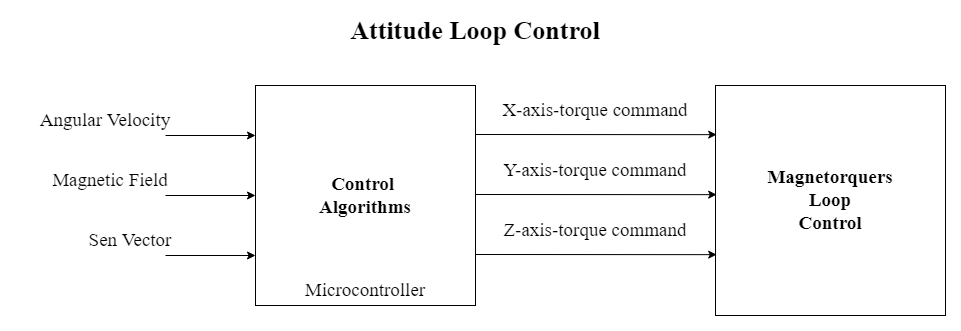 Attitude Loop Control
Angular Velocity
Magnetic Field
Sen Vector
Control
Algorithms
Microcontroller
X-axis-torque command
Y-axis-torque command
Z-axis-torque command
Magnetorquers
Loop
Control